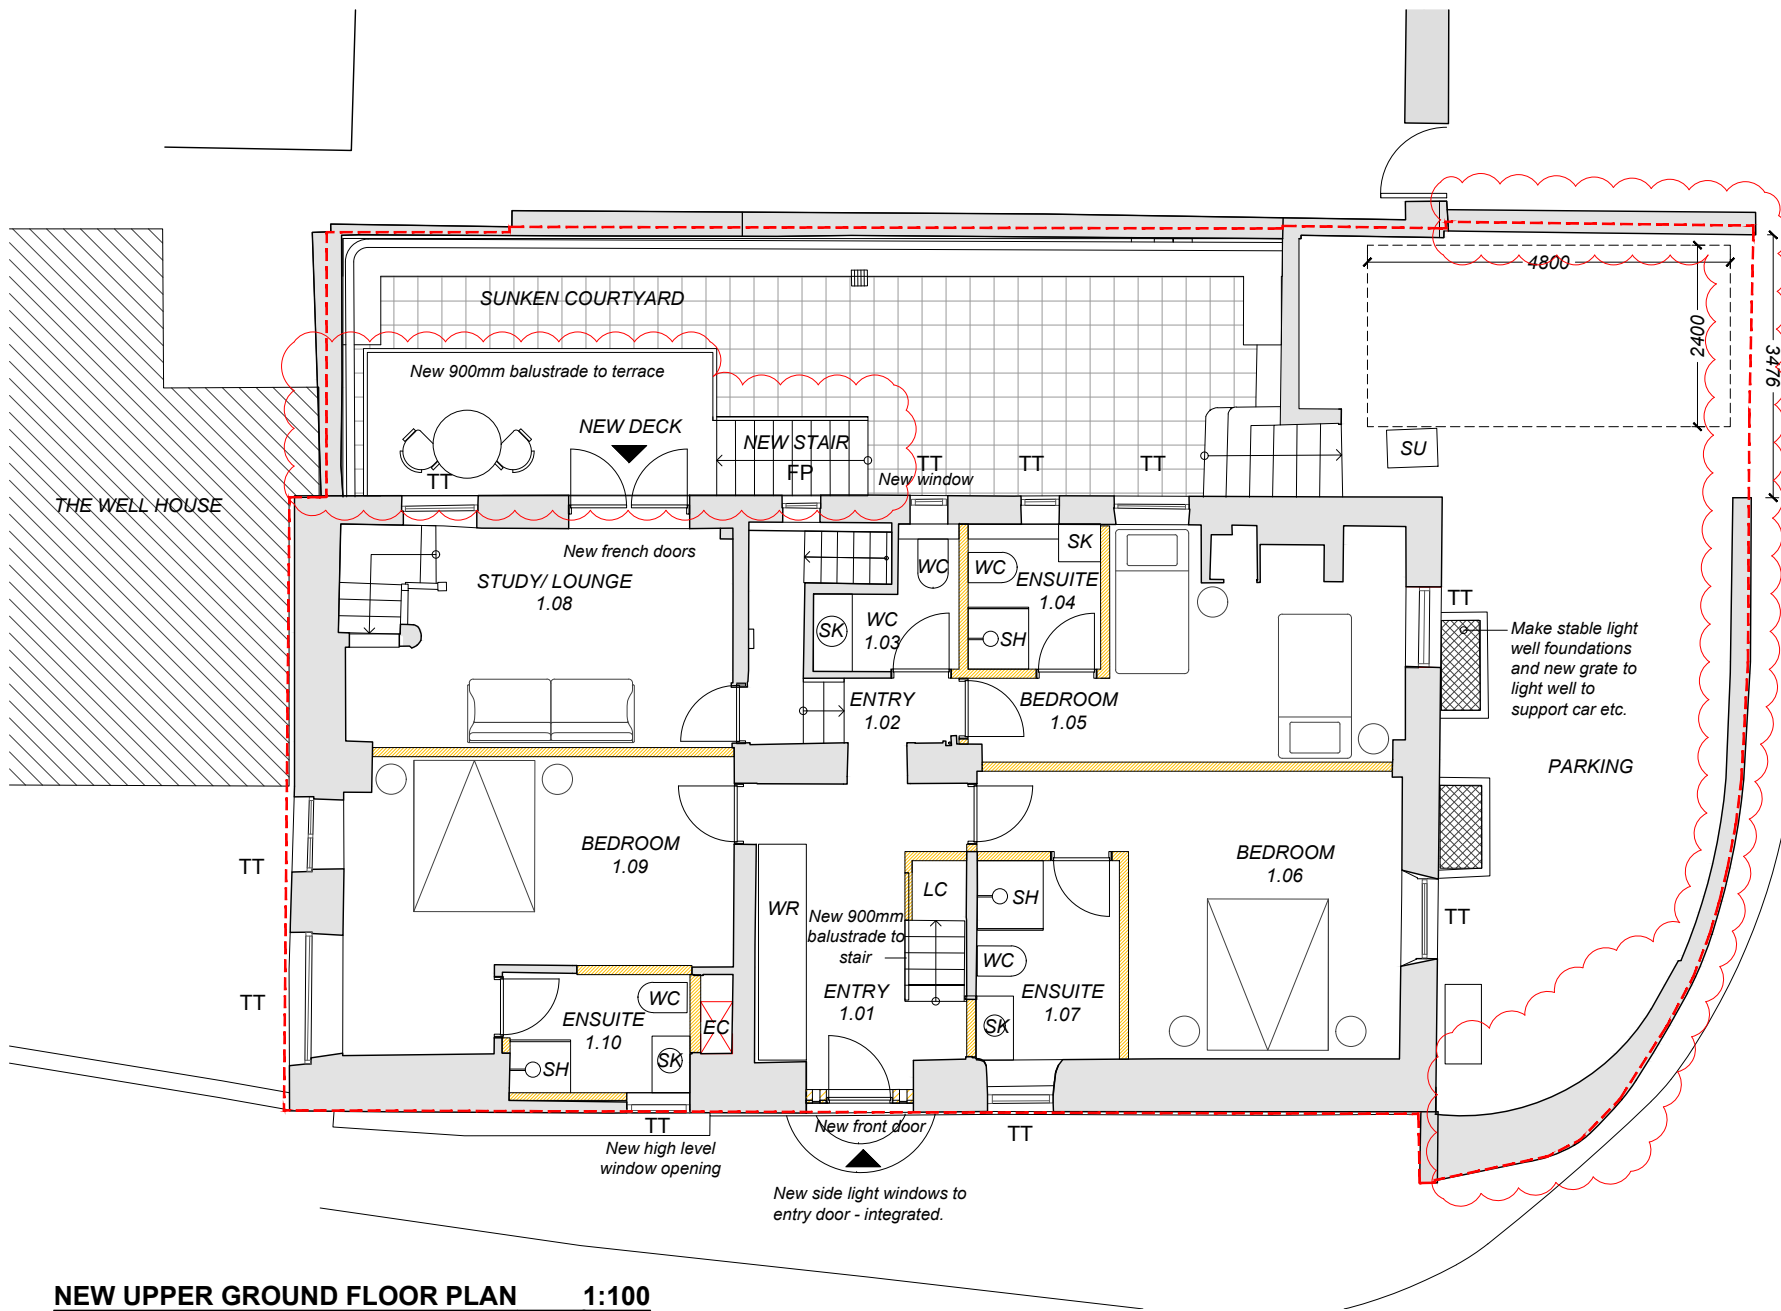 4800
2400
3476
SUNKEN COURTYARD
New 900mm balustrade to terrace
NEW DECK
NEW STAIR
FP
TT
TT
TT
TT
New window
SU
THE WELL HOUSE
New french doors
STUDY/ LOUNGE
1.08
WC
SK
WC
1.03
WC
SK
ENSUITE
1.04
SH
TT
Make stable light
well foundations
and new grate to
light well to
support car etc.
ENTRY
1.02
BEDROOM
1.05
PARKING
BEDROOM
1.09
BEDROOM
1.06
TT
TT
TT
WR
LC
New 900mm
balustrade to
stair
SH
WC
ENTRY
1.01
ENSUITE
1.07
SK
WC
ENSUITE
1.10
EC
SH
SK
TT
New high level
window opening
New front door
TT
New side light windows to
entry door - integrated.
NEW UPPER GROUND FLOOR PLAN 1:100